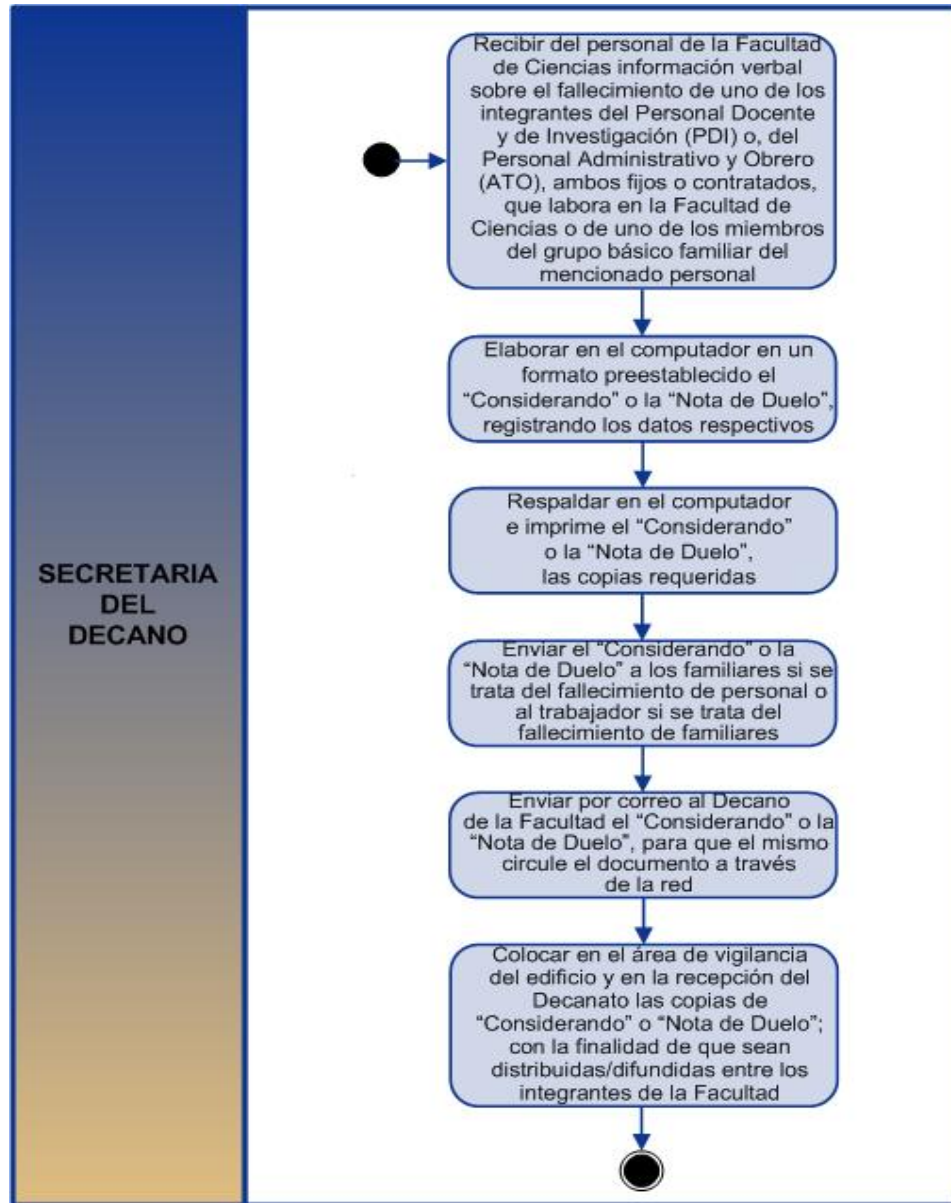 Recibir del personal de la Facultad
de Ciencias información verbal
sobre el fallecimiento de uno de los
integrantes del Personal Docente
y de Investigación (PDI) o, del
Personal Administrativo y Obrero
(ATO), ambos fijos o contratados,
que labora en la Facultad de
Ciencias o de uno de los miembros
del grupo básico familiar del
mencionado personal
Elaborar en el computador en un
formato preestablecido el
“Considerando” o la “Nota de Duelo”,
registrando los datos respectivos
Respaldar en el computador
e imprime el “Considerando”
o la “Nota de Duelo”,
las copias requeridas
SECRETARIA
DEL
DECANO
Enviar el “Considerando” o la
“Nota de Duelo” a los familiares si se
trata del fallecimiento de personal o
al trabajador si se trata del
fallecimiento de familiares
Enviar por correo al Decano
de la Facultad el “Considerando” o la
“Nota de Duelo”, para que el mismo
circule el documento a través
de la red
Colocar en el área de vigilancia
del edificio y en la recepción del
Decanato las copias de
“Considerando” o “Nota de Duelo”;
con la finalidad de que sean
distribuidas/difundidas entre los
integrantes de la Facultad